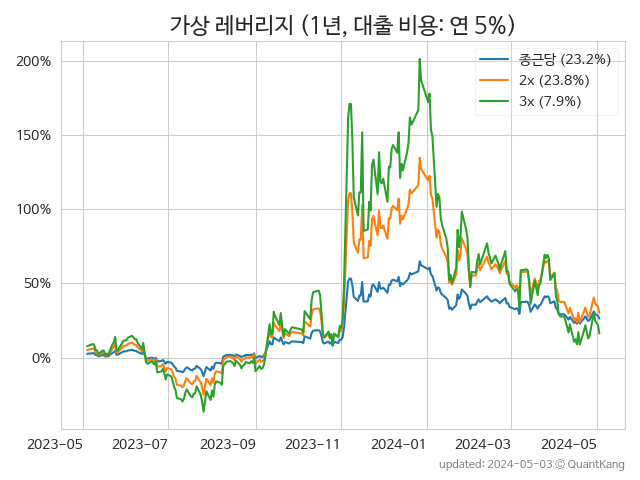 가상 레버리지 (1년, 대출 비용: 연 5%)
200%
150%
100%
50%
0%
종근당 (23.2%)
2x (23.8%)
3x (7.9%)
2023-05
2023-07
2023-09
2023-11
2024-01
2024-03
2024-05
updated: 2024-05-03 © QuantKang